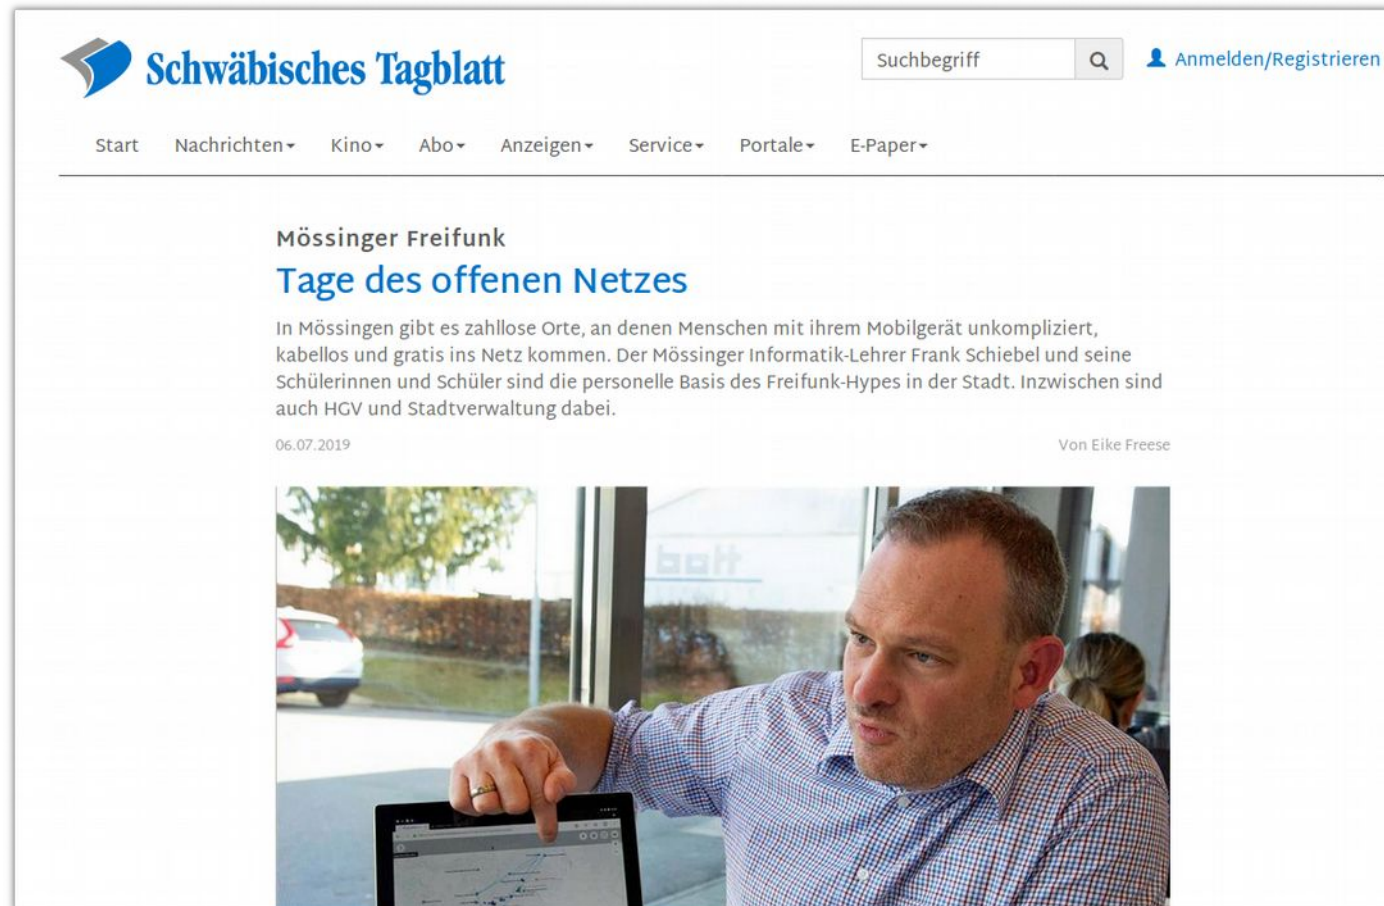 Schwäbisches Tagblatt
Suchbegriff
Anmelden/Registrieren
Start Nachrichten Kino Abo Anzeigen Service Portale E-Paper
Mössinger Freifunk
Tage des offenen Netzes
In Mössingen gibt es zahllose Orte, an denen Menschen mit ihrem Mobilgerät unkompliziert,
kabellos und gratis ins Netz kommen. Der Mössinger Informatik-Lehrer Frank Schiebel und seine
Schülerinnen und Schüler sind die personelle Basis des Freifunk-Hypes in der Stadt. Inzwischen sind
auch HGV und Stadtverwaltung dabei.
06.07.2019
Von Eike Freese